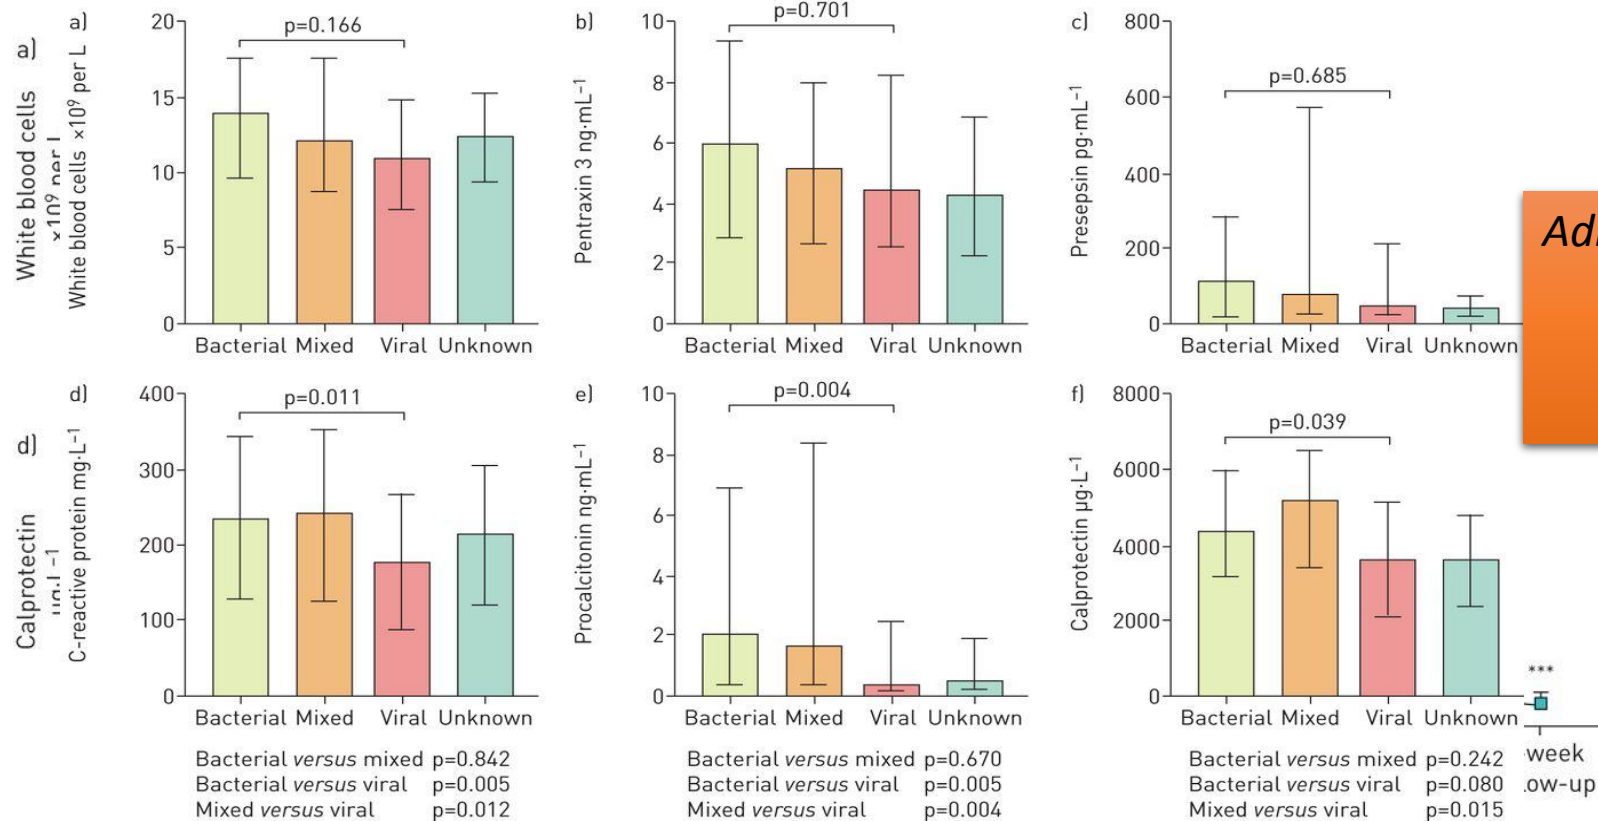 a)
White blood cells
×10⁹ per L
a)
White blood cells ×10⁹ per L
20
15
10
5
0
p=0.166
Bacterial Mixed Viral Unknown
b)
Pentraxin 3 ng·mL⁻¹
10
8
6
4
2
0
p=0.701
Bacterial Mixed Viral Unknown
c)
Presepsin pg·mL⁻¹
800
600
400
200
0
p=0.685
Bacterial Mixed Viral Unknown
d)
Calprotectin
d)
C-reactive protein mg·L⁻¹
400
300
200
100
0
p=0.011
Bacterial Mixed Viral Unknown
Bacterial versus mixed p=0.842
Bacterial versus viral p=0.005
Mixed versus viral p=0.012
e)
Procalcitonin ng·mL⁻¹
10
8
6
4
2
0
p=0.004
Bacterial Mixed Viral Unknown
Bacterial versus mixed p=0.670
Bacterial versus viral p=0.005
Mixed versus viral p=0.004
f)
Calprotectin µg·L⁻¹
8000
6000
4000
2000
0
p=0.039
Bacterial Mixed Viral Unknown
Bacterial versus mixed p=0.242
Bacterial versus viral p=0.080
Mixed versus viral p=0.015
***
-week
low-up